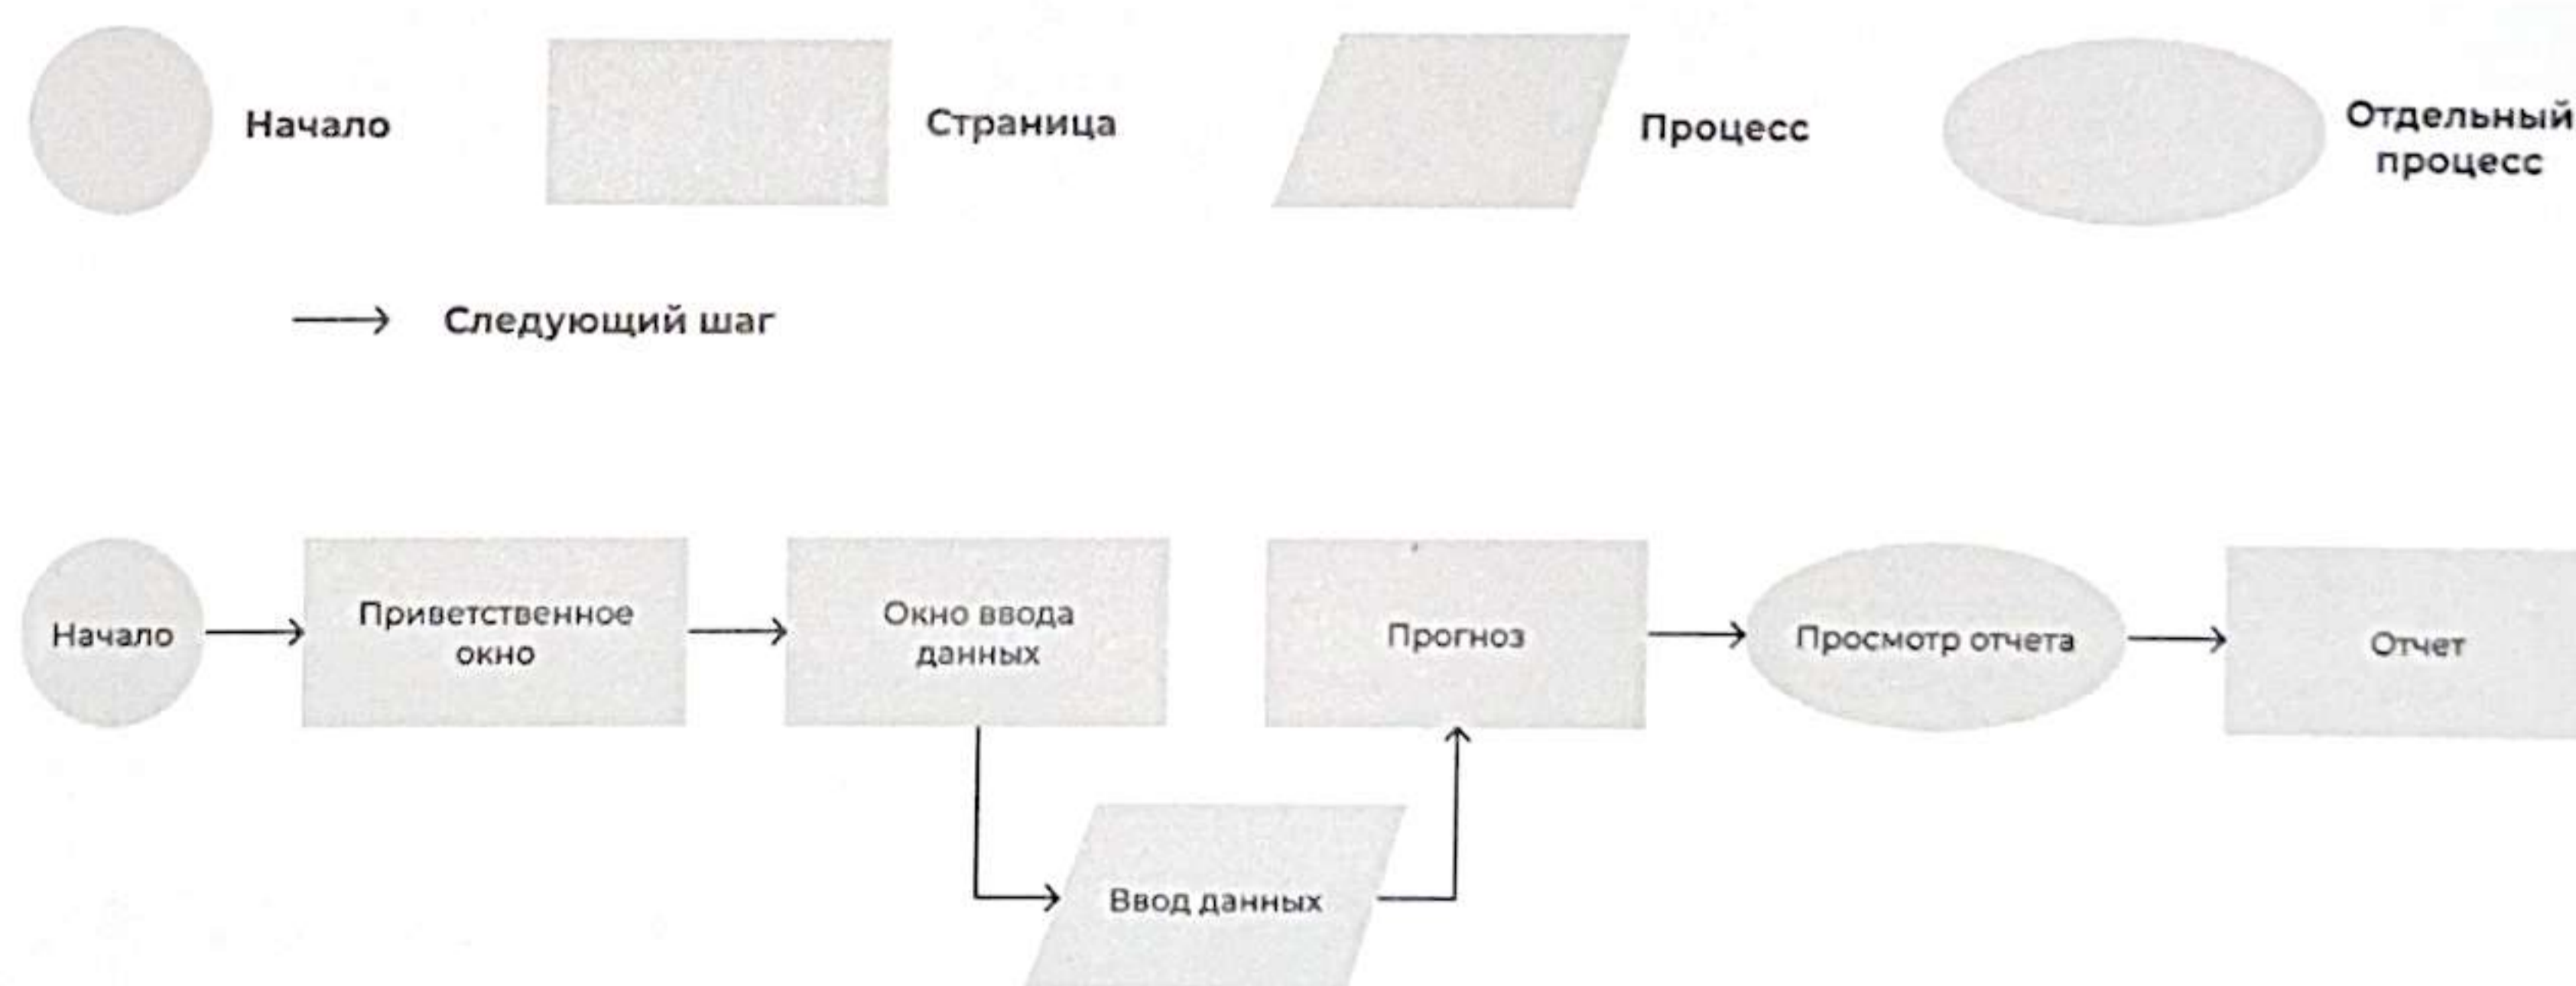 Начало
Страница
Процесс
Отдельный
процесс
Следующий шаг
Начало
Приветственное
окно
Окно ввода
данных
Прогноз
Просмотр отчета
Отчет
Ввод данных